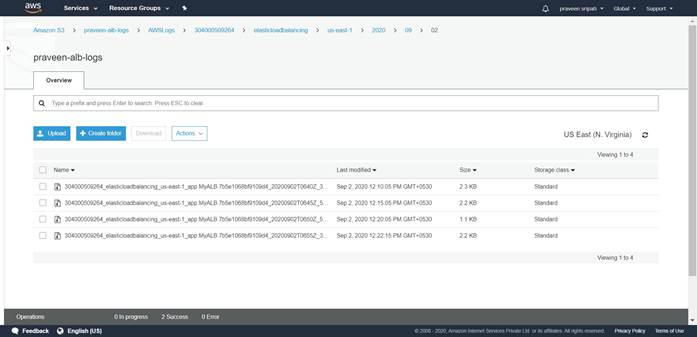 aws Services Resource Groups praveen sripati Global Support
Amazon S3 praveen-alb-logs AWSLogs 304000509264 elasticloadbalancing us-east-1 2020 09 02
praveen-alb-logs
Overview
Type a prefix and press Enter to search. Press ESC to clear.
Upload Create folder Download Actions US East (N. Virginia)
Viewing 1 to 4
Name Last modified Size Storage class
304000509264_elasticloadbalancing_us-east-1_app.MyALB.7b5e1068bf9109d4_20200902T0640Z_3... Sep 2, 2020 12:10:05 PM GMT+0530 2.3 KB Standard
304000509264_elasticloadbalancing_us-east-1_app.MyALB.7b5e1068bf9109d4_20200902T0645Z_5... Sep 2, 2020 12:15:05 PM GMT+0530 2.2 KB Standard
304000509264_elasticloadbalancing_us-east-1_app.MyALB.7b5e1068bf9109d4_20200902T0650Z_5... Sep 2, 2020 12:20:05 PM GMT+0530 1.1 KB Standard
304000509264_elasticloadbalancing_us-east-1_app.MyALB.7b5e1068bf9109d4_20200902T0655Z_3... Sep 2, 2020 12:22:15 PM GMT+0530 2.2 KB Standard
Viewing 1 to 4
Operations 0 In progress 2 Success 0 Error
Feedback English (US) © 2008 - 2020, Amazon Internet Services Private Ltd. or its affiliates. All rights reserved. Privacy Policy Terms of Use